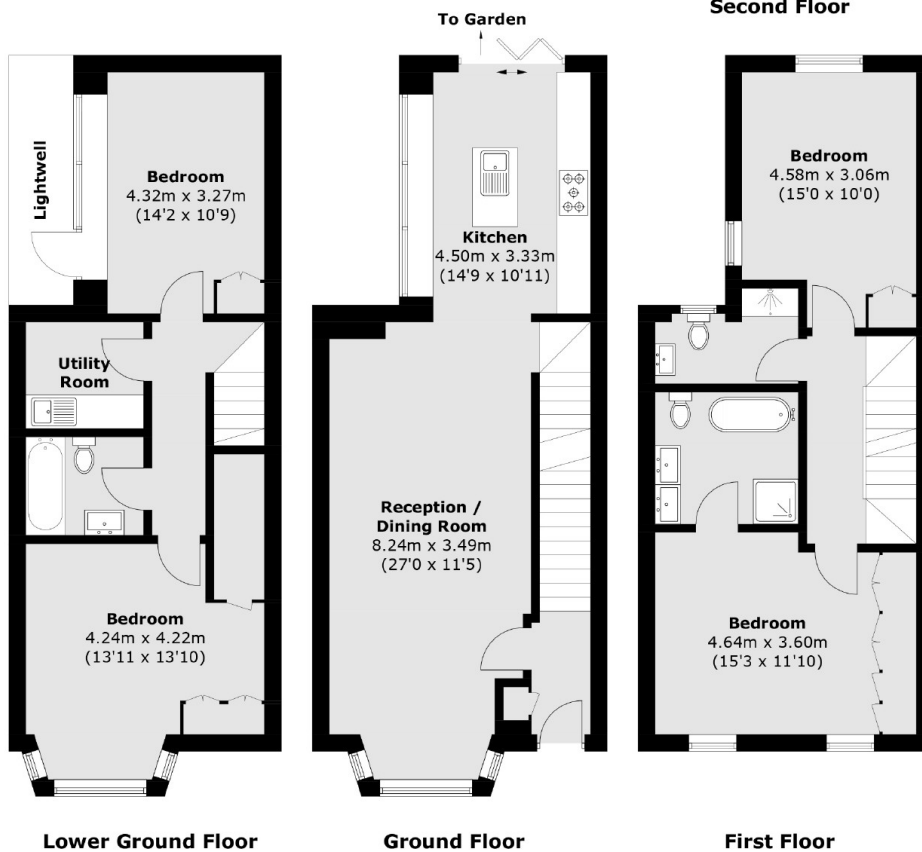 Second Floor
To Garden
Lightwell
Bedroom
4.32m x 3.27m
(14'2 x 10'9)
Utility
Room
Bedroom
4.24m x 4.22m
(13'11 x 13'10)
Lower Ground Floor
Kitchen
4.50m x 3.33m
(14'9 x 10'11)
Reception /
Dining Room
8.24m x 3.49m
(27'0 x 11'5)
Ground Floor
Bedroom
4.58m x 3.06m
(15'0 x 10'0)
Bedroom
4.64m x 3.60m
(15'3 x 11'10)
First Floor